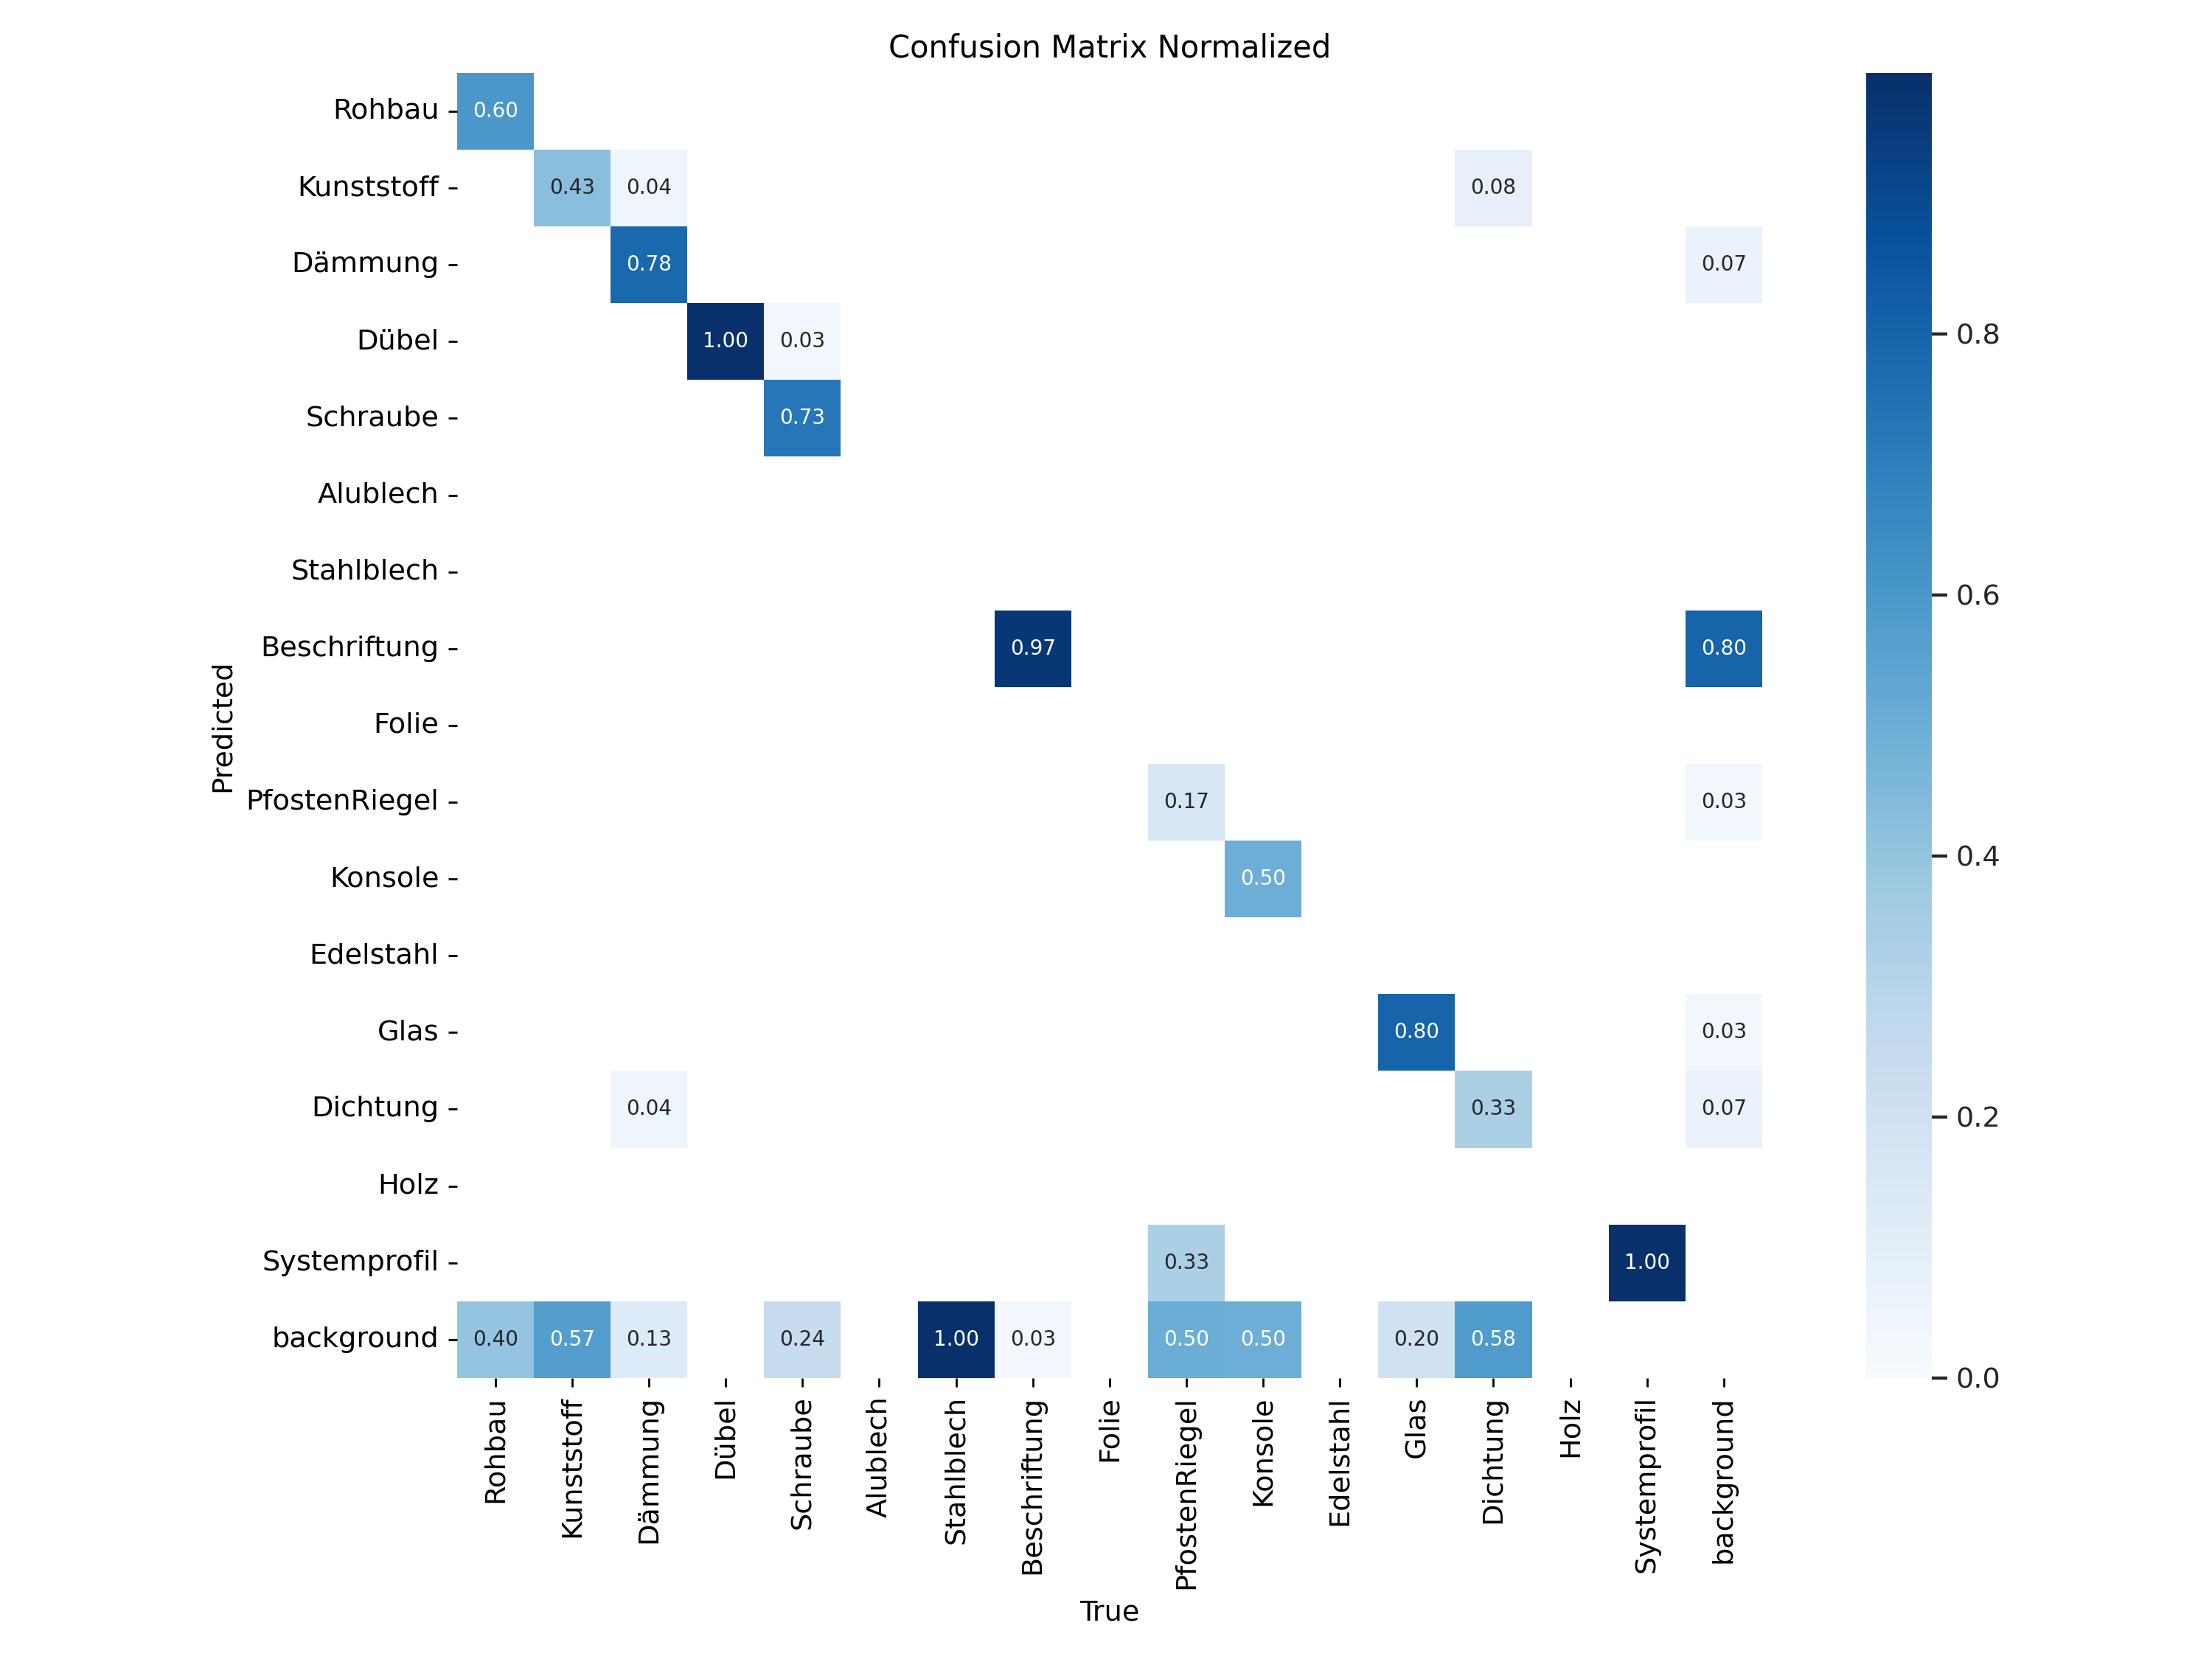 Confusion Matrix Normalized
Rohbau
0.60
Kunststoff
0.43 0.04 0.08
Dämmung
0.78 0.07
Dübel
1.00 0.03
0.8
Schraube
0.73
Alublech
Stahlblech
0.6
Beschriftung
0.97 0.80
Predicted
Folie
PfostenRiegel
0.17 0.03
0.4
Konsole
0.50
Edelstahl
Glas
0.80 0.03
Dichtung
0.04 0.33 0.07
0.2
Holz
Systemprofil
0.33 1.00
background
0.40 0.57 0.13 0.24 1.00 0.03 0.50 0.50 0.20 0.58
0.0
Rohbau
Kunststoff
Dämmung
Dübel
Schraube
Alublech
Stahlblech
Beschriftung
Folie
PfostenRiegel
Konsole
Edelstahl
Glas
Dichtung
Holz
Systemprofil
background
True